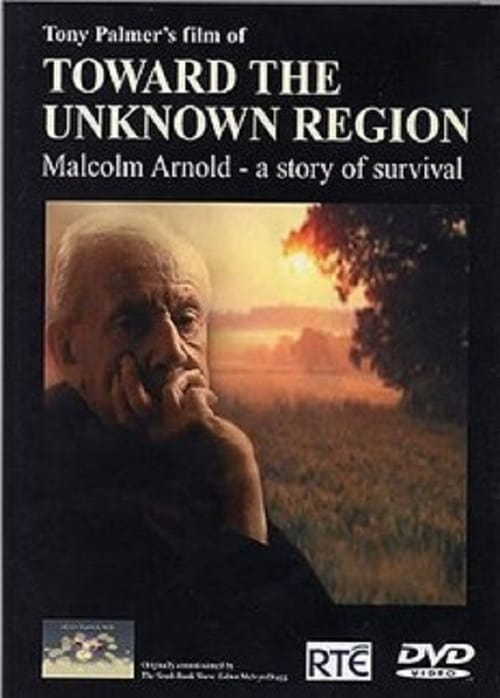 Tony Palmer's film of
TOWARD THE
UNKNOWN REGION
Malcolm Arnold - a story of survival
Originally commissioned by
The South Bank Show
RTÉ
DVD
VIDEO